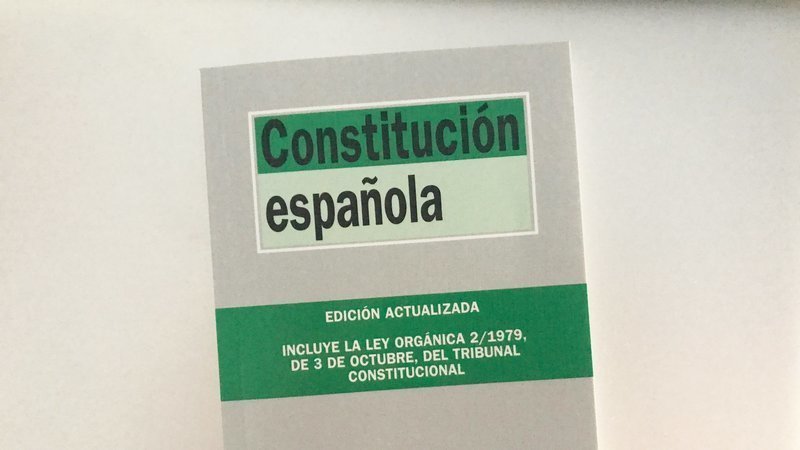 Constitución
española
EDICIÓN ACTUALIZADA
INCLUYE LA LEY ORGÁNICA 2/1979,
DE 3 DE OCTUBRE, DEL TRIBUNAL
CONSTITUCIONAL